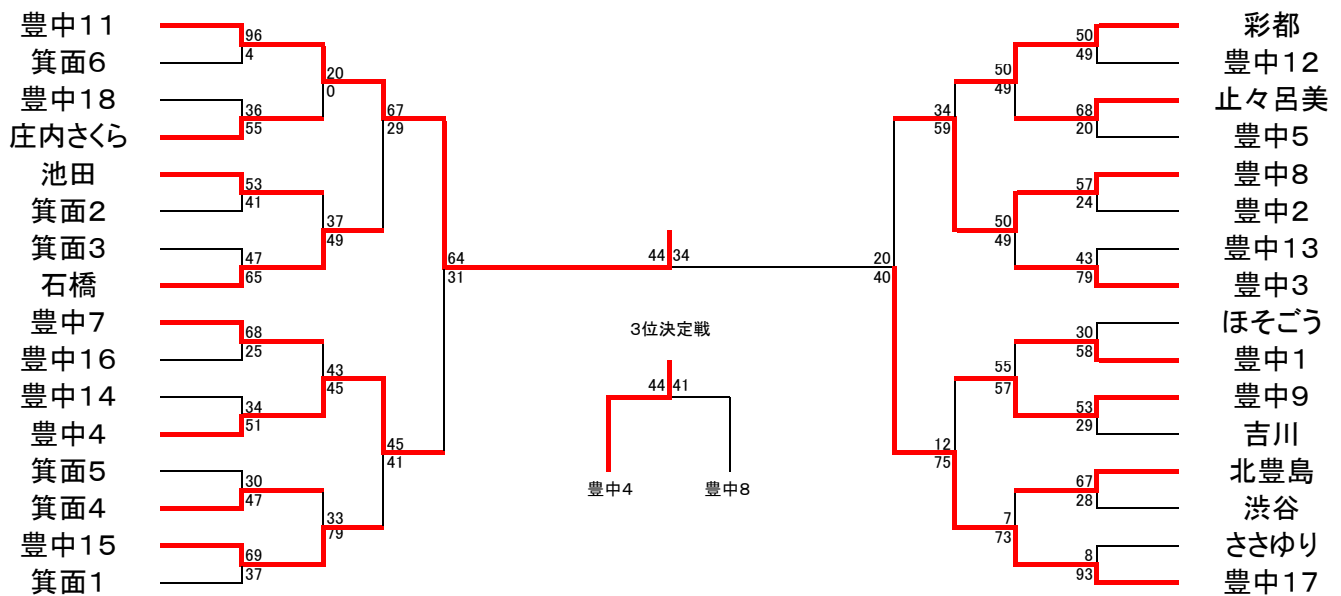 豊中11
96
4
箕面6
20
0
豊中18
36
55
庄内さくら
67
29
池田
53
41
箕面2
37
49
箕面3
47
65
石橋
64
31
豊中7
68
25
豊中16
43
45
豊中14
34
51
豊中4
45
41
箕面5
30
47
箕面4
33
79
豊中15
69
37
箕面1
44 34
3位決定戦
44 41
豊中4
豊中8
彩都
50
49
豊中12
50
49
止々呂美
68
20
豊中5
34
59
豊中8
57
24
豊中2
50
49
豊中13
43
79
豊中3
20
40
ほそごう
30
58
豊中1
55
57
豊中9
53
29
吉川
12
75
北豊島
67
28
渋谷
7
73
ささゆり
8
93
豊中17